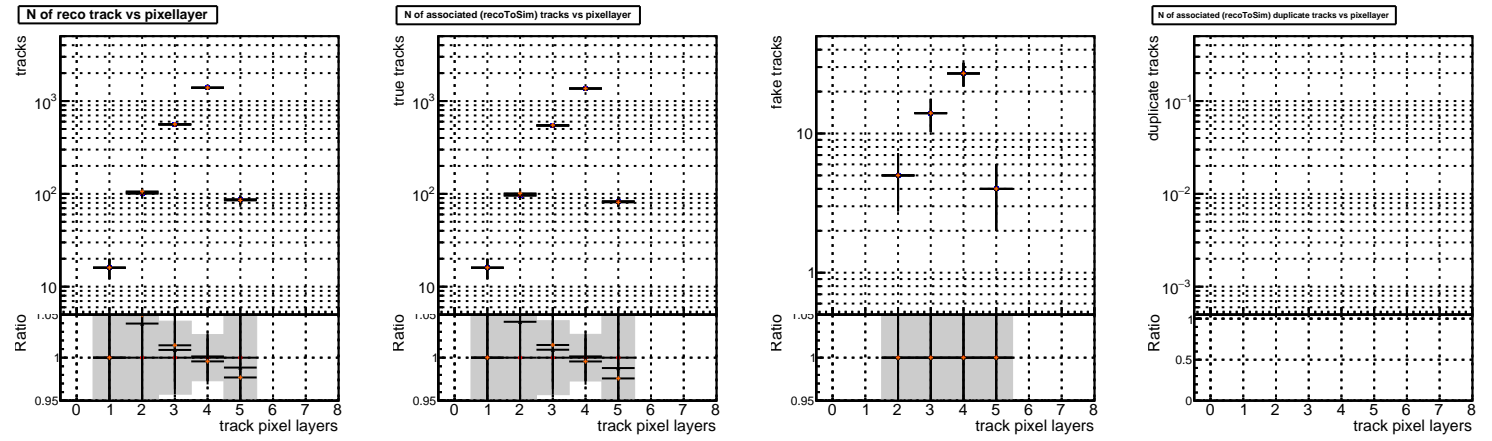 N of reco track vs pixellayer
tracks
10³
10²
10
Ratio
1.05
1
0.95
0 1 2 3 4 5 6 7 8
track pixel layers
N of associated (recoToSim) tracks vs pixellayer
true tracks
10³
10²
10
Ratio
1.05
1
0.95
0 1 2 3 4 5 6 7 8
track pixel layers
fake tracks
10
1
Ratio
1.05
1
0.95
0 1 2 3 4 5 6 7 8
track pixel layers
N of associated (recoToSim) duplicate tracks vs pixellayer
duplicate tracks
10⁻¹
10⁻²
10⁻³
Ratio
1
0.5
0
0 1 2 3 4 5 6 7 8
track pixel layers